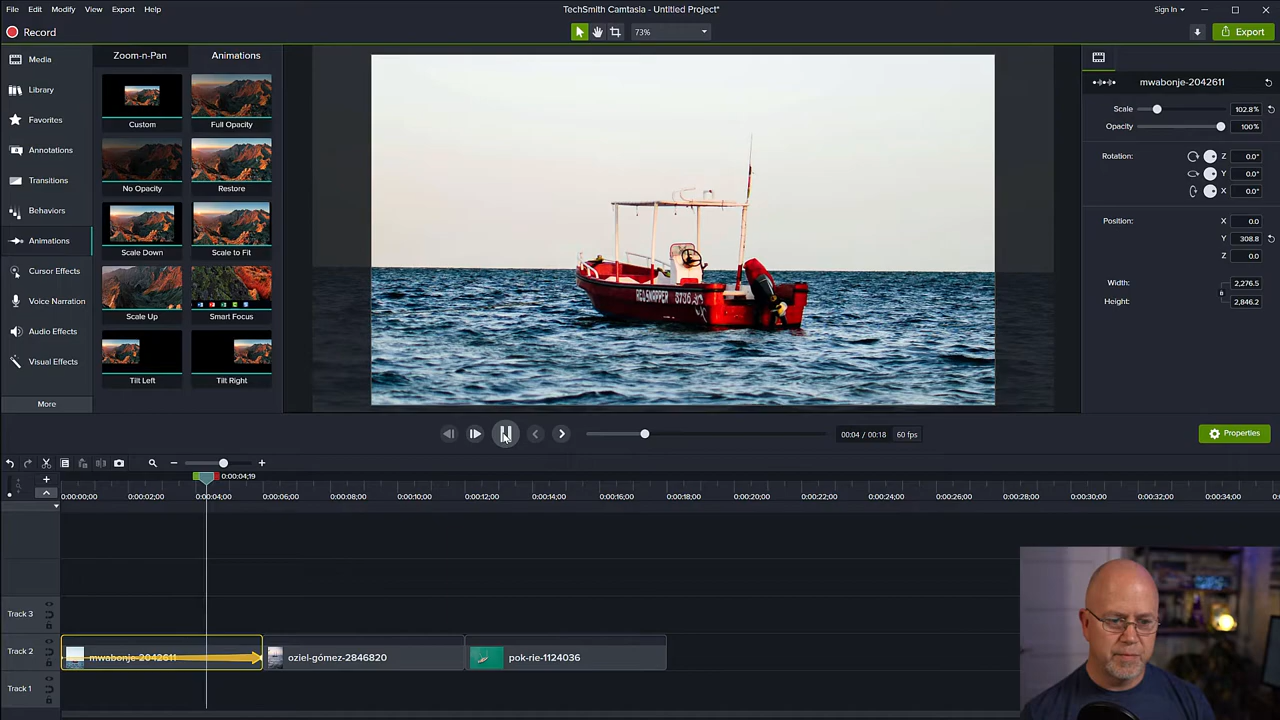 File Edit Modify View Export Help
TechSmith Camtasia - Untitled Project*
Sign In
Record
73%
Export
Media
Library
Favorites
Annotations
Transitions
Behaviors
Animations
Cursor Effects
Voice Narration
Audio Effects
Visual Effects
More
Zoom-n-Pan
Animations
Custom
Full Opacity
No Opacity
Restore
Scale Down
Scale to Fit
Scale Up
Smart Focus
Tilt Left
Tilt Right
REDSNAPPER
mwabonje-2042611
Scale 102.8%
Opacity 100%
Rotation: Z 0.0°
Y 0.0°
X 0.0°
Position: X 0.0
Y 308.8
Z 0.0
Width: 2,276.5
Height: 2,846.2
00:04 / 00:18 60 fps
Properties
0:00:04;19
0:00:00;00 0:00:02;00 0:00:04;00 0:00:06;00 0:00:08;00 0:00:10;00 0:00:12;00 0:00:14;00 0:00:16;00 0:00:18;00 0:00:20;00 0:00:22;00 0:00:24;00 0:00:26;00 0:00:28;00 0:00:30;00 0:00:32;00 0:00:34;00
Track 3
Track 2
mwabonje-2042611
oziel-gómez-2846820
pok-rie-1124036
Track 1